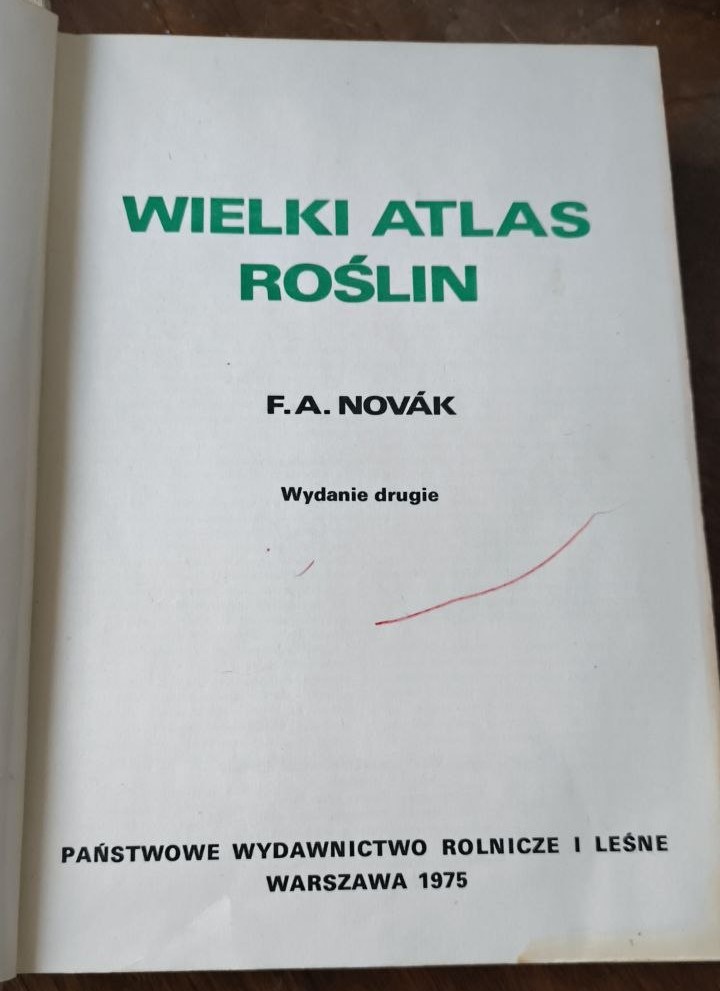 WIELKI ATLAS
ROŚLIN
F. A. NOVÁK
Wydanie drugie
PAŃSTWOWE WYDAWNICTWO ROLNICZE I LEŚNE
WARSZAWA 1975